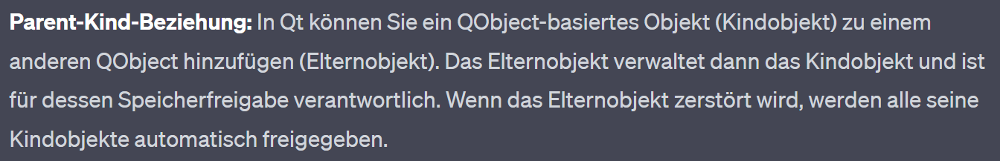 Parent-Kind-Beziehung: In Qt können Sie ein QObject-basiertes Objekt (Kindobjekt) zu einem
anderen QObject hinzufügen (Elternobjekt). Das Elternobjekt verwaltet dann das Kindobjekt und ist
für dessen Speicherfreigabe verantwortlich. Wenn das Elternobjekt zerstört wird, werden alle seine
Kindobjekte automatisch freigegeben.